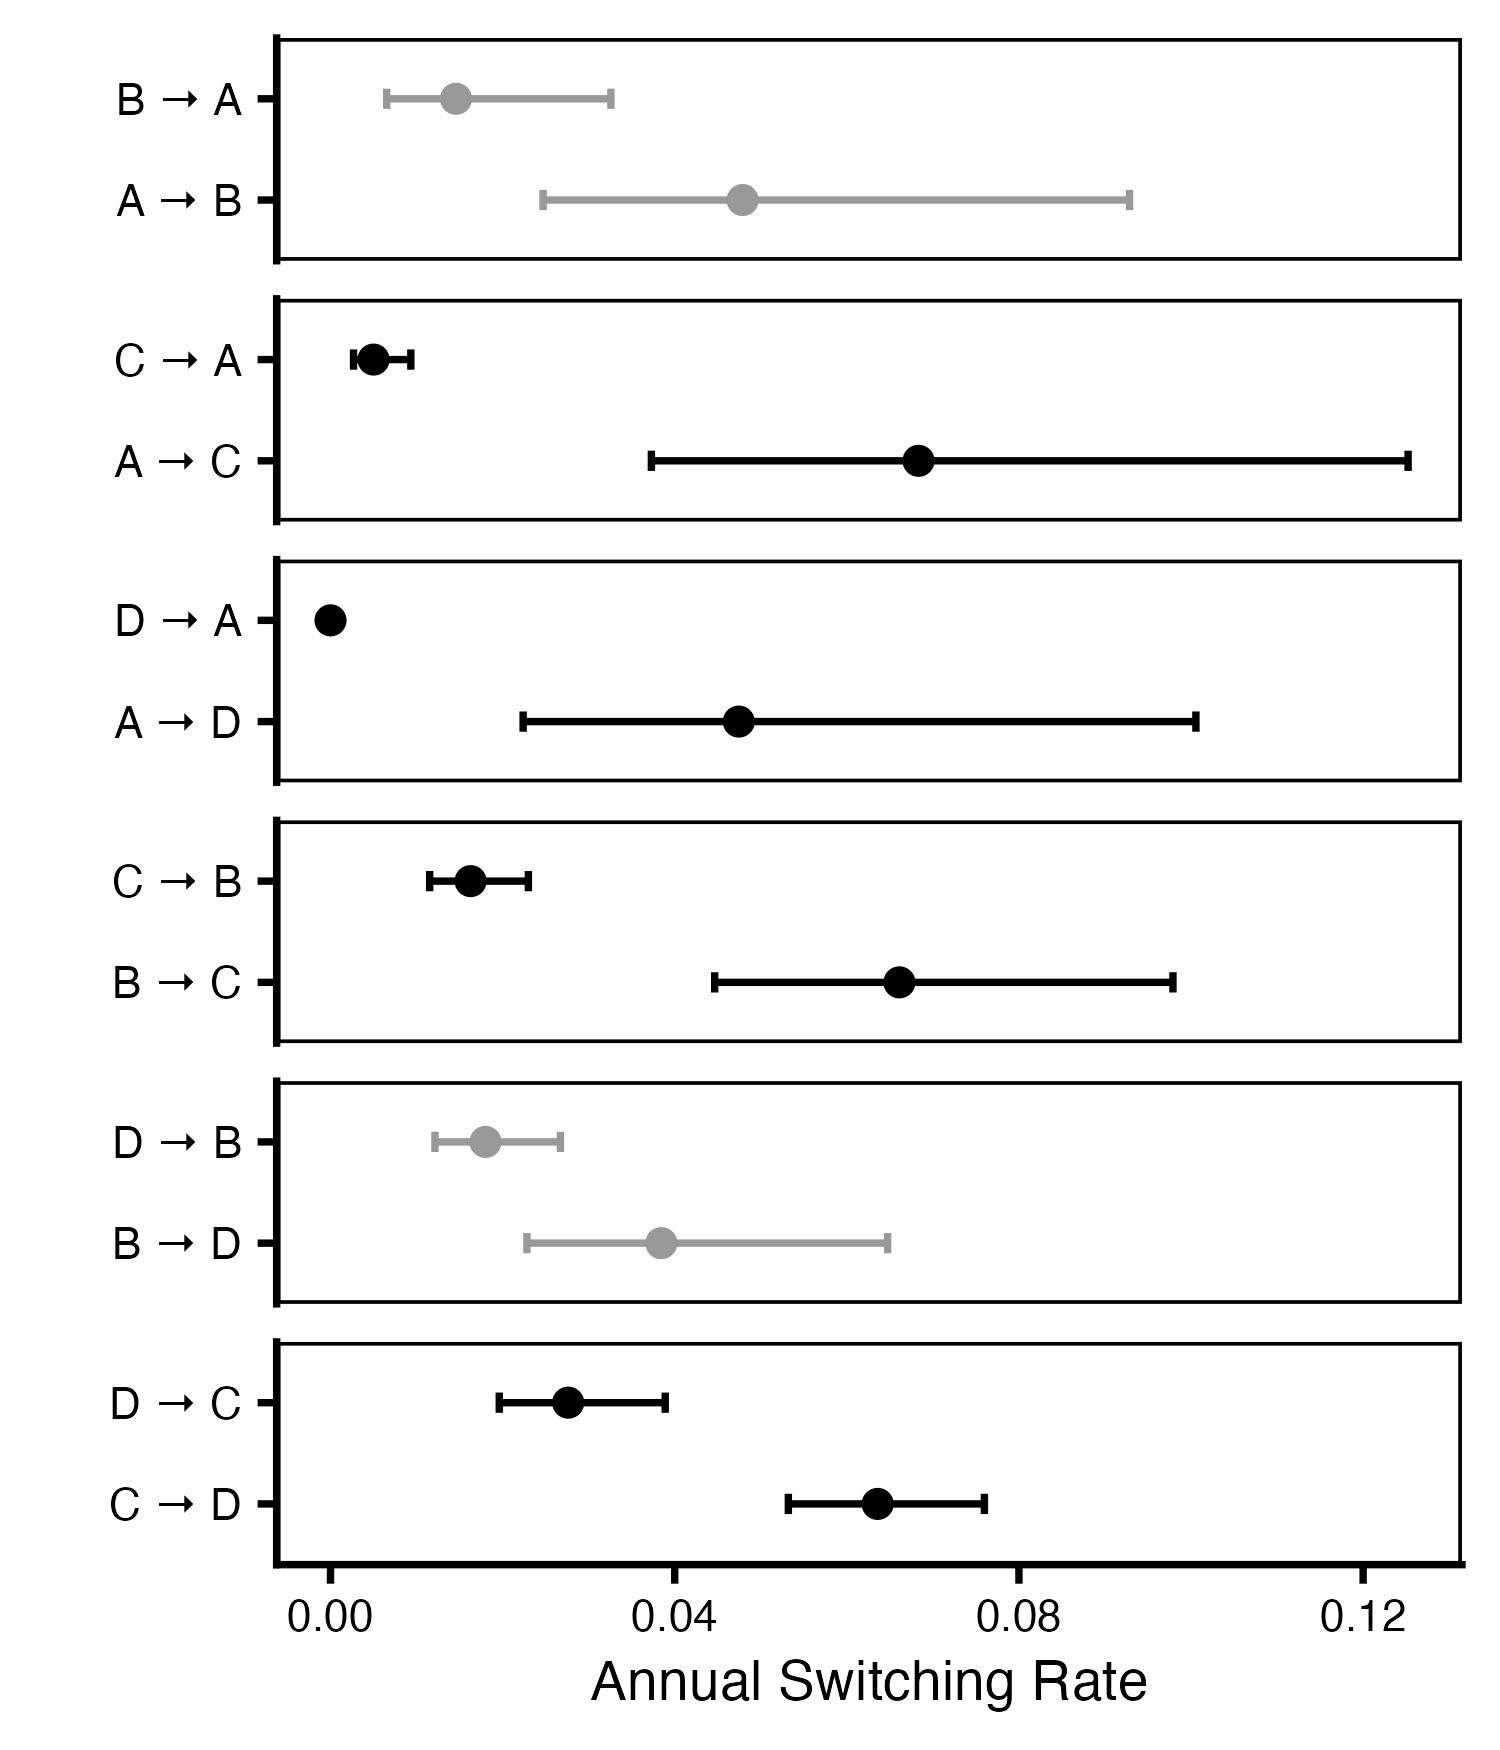 B → A
A → B
C → A
A → C
D → A
A → D
C → B
B → C
D → B
B → D
D → C
C → D
0.00 0.04 0.08 0.12
Annual Switching Rate